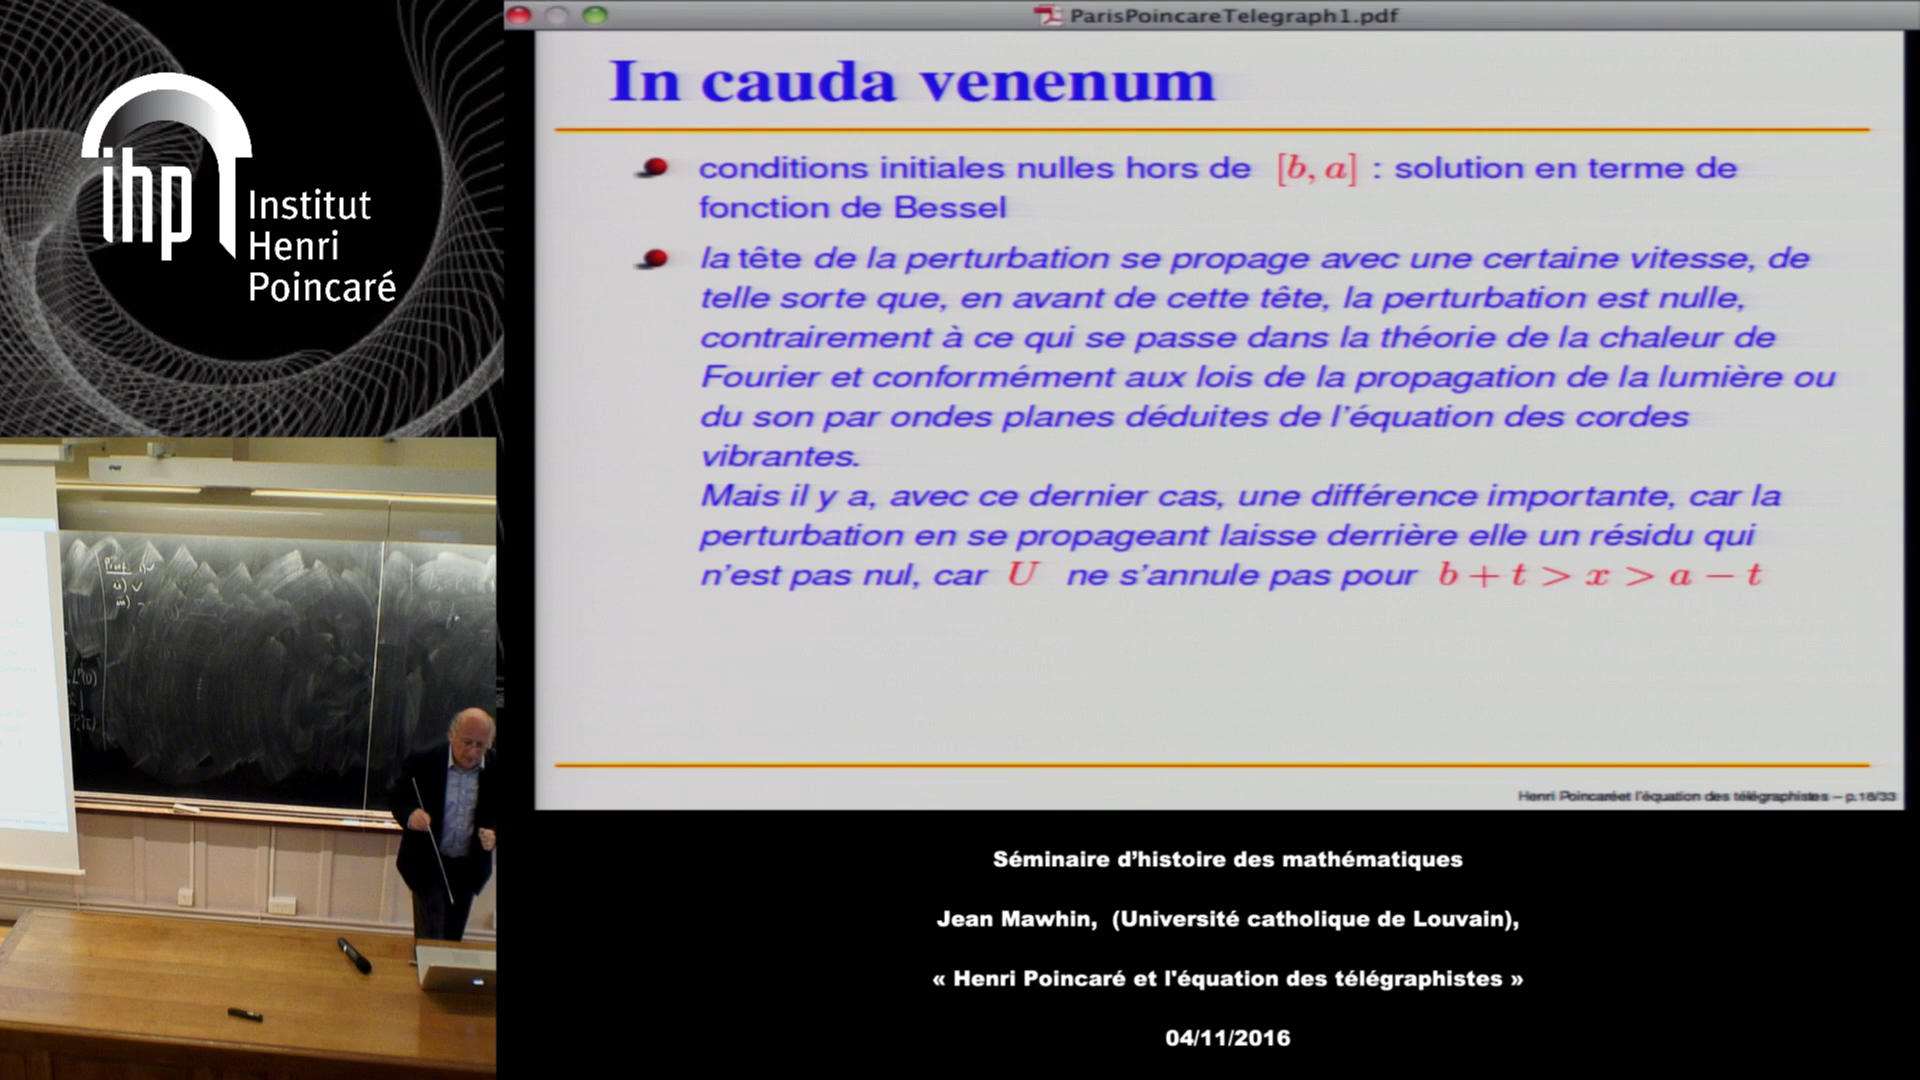 ihp
Institut
Henri
Poincaré
ParisPoincareTelegraph1.pdf
In cauda venenum
conditions initiales nulles hors de [b, a] : solution en terme de
fonction de Bessel
la tête de la perturbation se propage avec une certaine vitesse, de
telle sorte que, en avant de cette tête, la perturbation est nulle,
contrairement à ce qui se passe dans la théorie de la chaleur de
Fourier et conformément aux lois de la propagation de la lumière ou
du son par ondes planes déduites de l'équation des cordes
vibrantes.
Mais il y a, avec ce dernier cas, une différence importante, car la
perturbation en se propageant laisse derrière elle un résidu qui
n'est pas nul, car U ne s'annule pas pour b + t > x > a − t
Henri Poincaréet l'équation des télégraphistes – p.18/33
Séminaire d’histoire des mathématiques
Jean Mawhin, (Université catholique de Louvain),
« Henri Poincaré et l'équation des télégraphistes »
04/11/2016